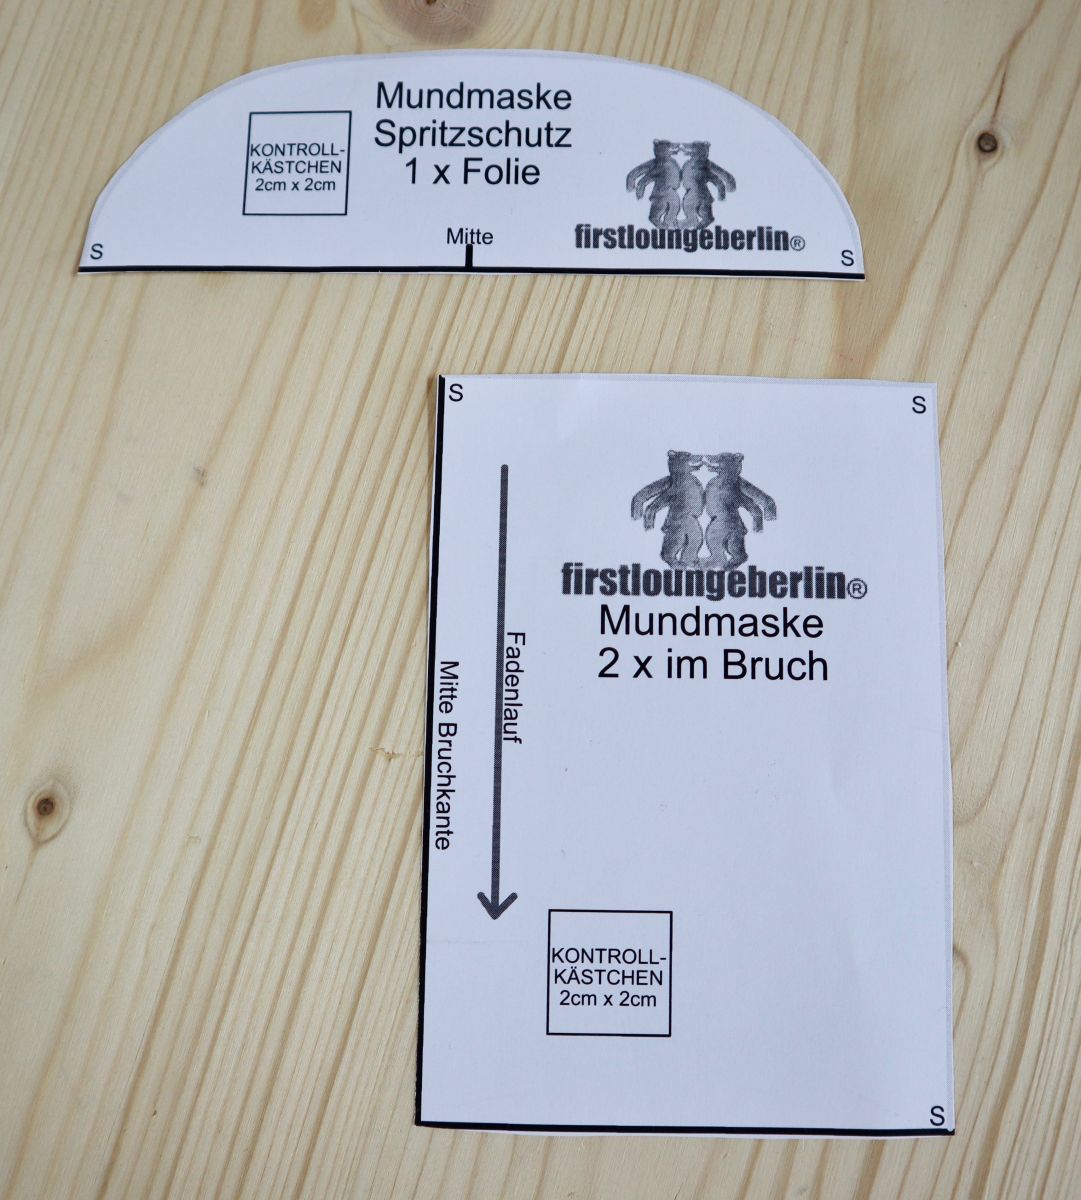 Mundmaske
Spritzschutz
1 x Folie
KONTROLL-
KÄSTCHEN
2cm x 2cm
Mitte
firstloungeberlin®
S
S
S
S
firstloungeberlin®
Mundmaske
2 x im Bruch
Fadenlauf
Mitte Bruchkante
KONTROLL-
KÄSTCHEN
2cm x 2cm
S